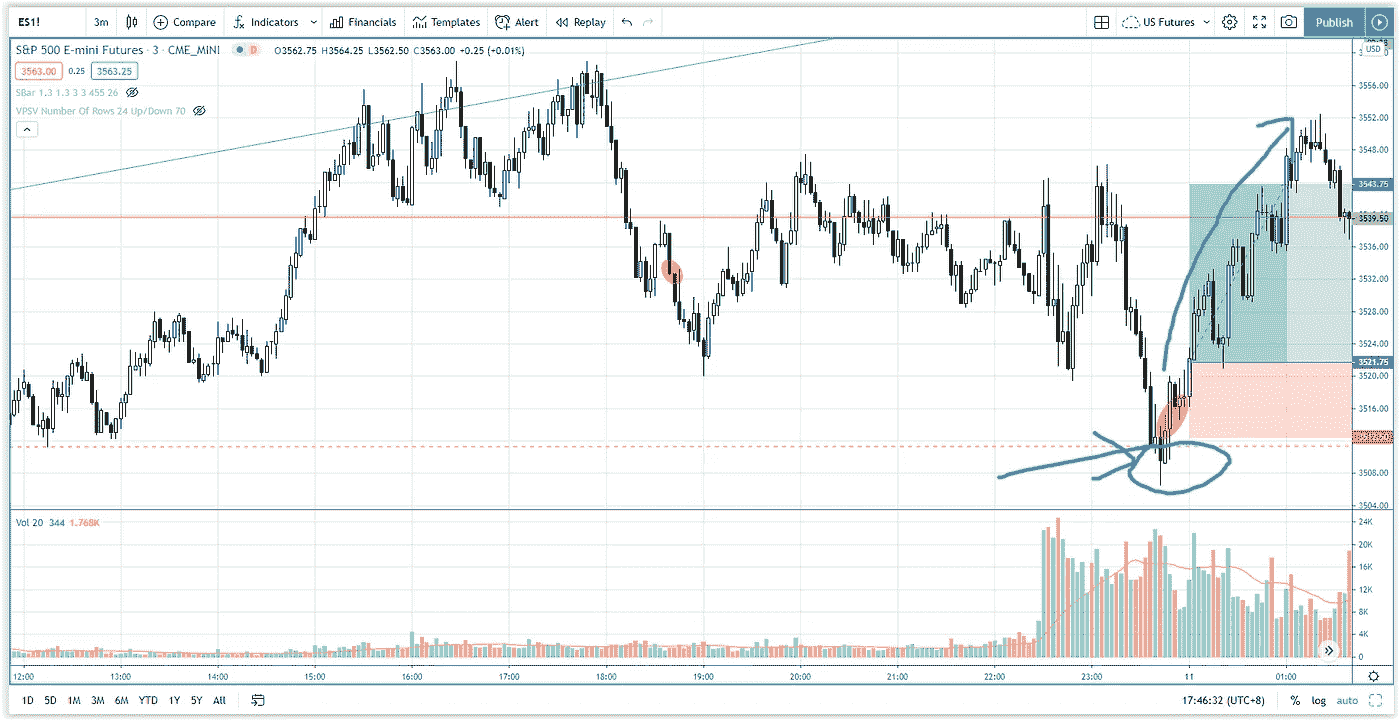 ES1! 3m Compare Indicators Financials Templates Alert Replay US Futures Publish
S&P 500 E-mini Futures · 3 · CME_MINI D O3562.75 H3564.25 L3562.50 C3563.00 +0.25 (+0.01%)
USD
3563.00 0.25 3563.25
SBar 1.3 1.3 3 3 455 26
VPSV Number Of Rows 24 Up/Down 70
3556.00
3552.00
3548.00
3543.75
3539.50
3536.00
3532.00
3528.00
3524.00
3521.75
3520.00
3516.00
3508.00
3504.00
Vol 20 344 1.768K
24K
20K
16K
12K
8K
4K
0
12:00 13:00 14:00 15:00 16:00 17:00 18:00 19:00 20:00 21:00 22:00 23:00 11 01:00
1D 5D 1M 3M 6M YTD 1Y 5Y All 17:46:32 (UTC+8) % log auto